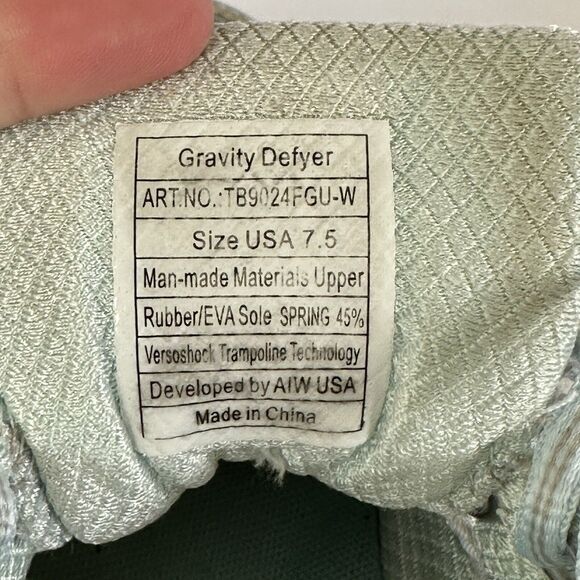 Gravity Defyer
ART.NO.:TB9024FGU-W
Size USA 7.5
Man-made Materials Upper
Rubber/EVA Sole SPRING 45%
Versoshock Trampoline Technology
Developed by AIW USA
Made in China